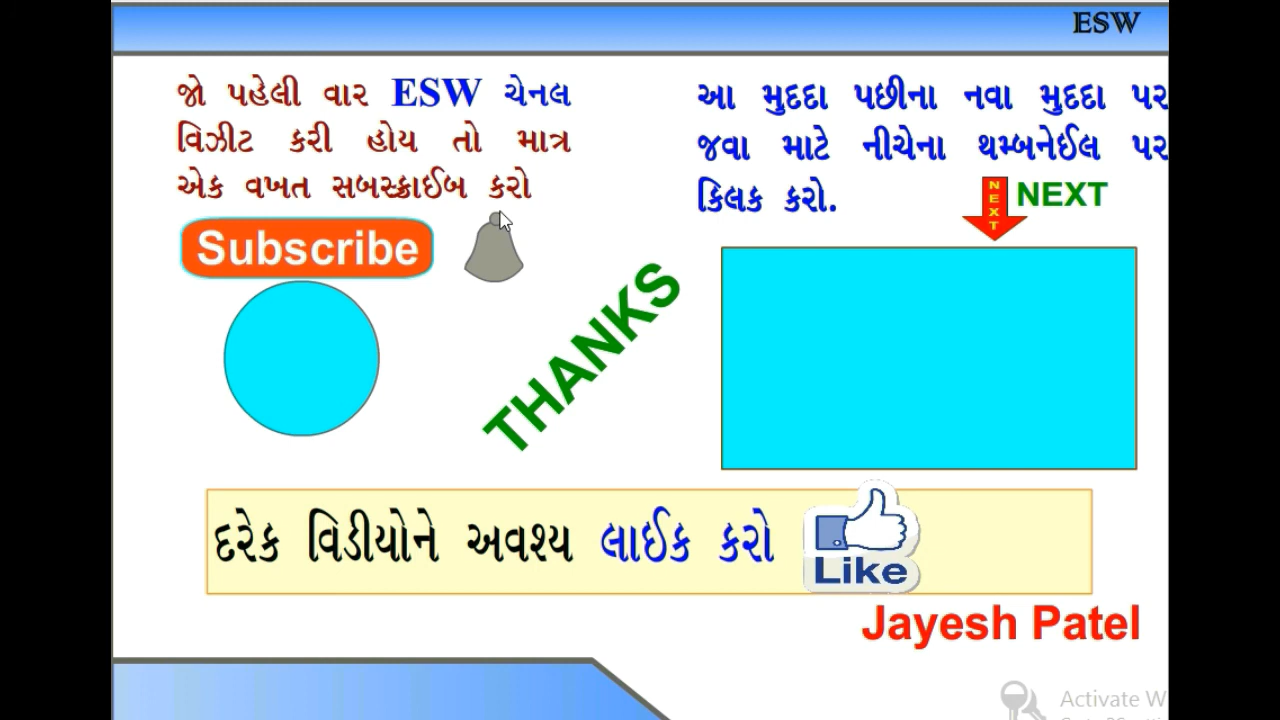 ESW
જો પહેલી વાર ESW ચેનલ
વિઝીટ કરી હોય તો માત્ર
એક વખત સબસ્ક્રાઈબ કરો
Subscribe
આ મુદદા પછીના નવા મુદદા પર
જવા માટે નીચેના થમ્બનેઈલ પર
ક્લિક કરો.
NEXT
NEXT
THANKS
દરેક વિડીયોને અવશ્ય લાઈક કરો
Like
Jayesh Patel
Activate W